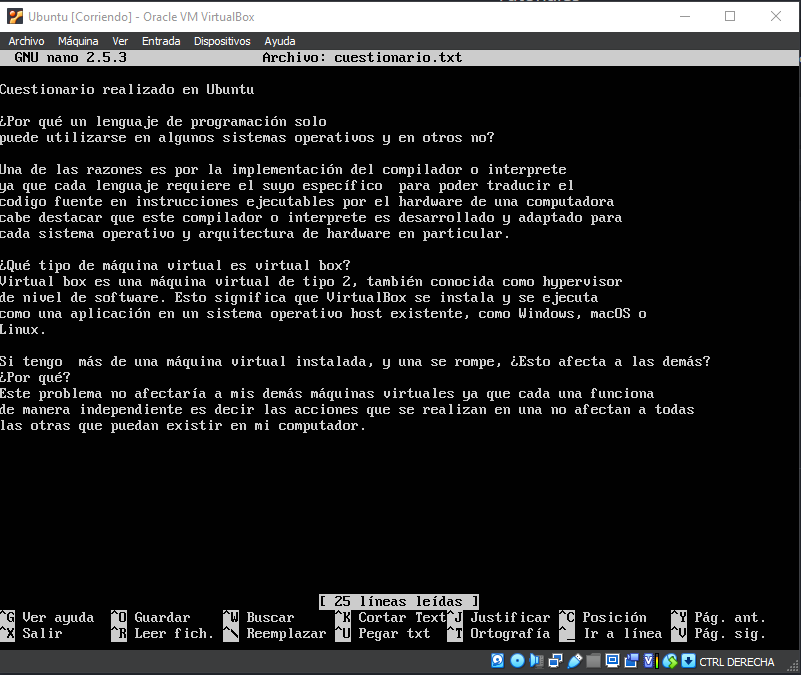 Ubuntu [Corriendo] - Oracle VM VirtualBox
Archivo Máquina Ver Entrada Dispositivos Ayuda
GNU nano 2.5.3 Archivo: cuestionario.txt
Cuestionario realizado en Ubuntu
¿Por qué un lenguaje de programación solo
puede utilizarse en algunos sistemas operativos y en otros no?
Una de las razones es por la implementación del compilador o interprete
ya que cada lenguaje requiere el suyo específico  para poder traducir el
codigo fuente en instrucciones ejecutables por el hardware de una computadora
cabe destacar que este compilador o interprete es desarrollado y adaptado para
cada sistema operativo y arquitectura de hardware en particular.
¿Qué tipo de máquina virtual es virtual box?
Virtual box es una máquina virtual de tipo 2, también conocida como hypervisor
de nivel de software. Esto significa que VirtualBox se instala y se ejecuta
como una aplicación en un sistema operativo host existente, como Windows, macOS o
Linux.
Si tengo  más de una máquina virtual instalada, y una se rompe, ¿Esto afecta a las demás?
¿Por qué?
Este problema no afectaría a mis demás máquinas virtuales ya que cada una funciona
de manera independiente es decir las acciones que se realizan en una no afectan a todas
las otras que puedan existir en mi computador.
[ 25 líneas leídas ]
^G Ver ayuda ^O Guardar ^W Buscar ^K Cortar Text ^J Justificar ^C Posición ^Y Pág. ant.
^X Salir ^R Leer fich. ^\ Reemplazar ^U Pegar txt ^T Ortografía ^_ Ir a línea ^V Pág. sig.
CTRL DERECHA